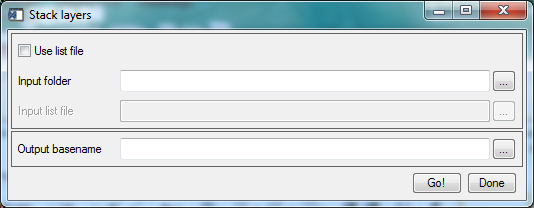 Stack layers
Use list file
Input folder
...
Input list file
...
Output basename
...
Go! Done